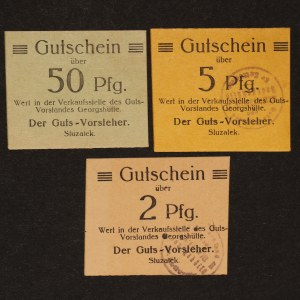 Gutschein
über
50 Pfg.
Wert in der Verkaufsstelle des Guts-
Vorstandes Georgshütte.
Der Guts-Vorsteher.
Sluzalek.
Gutschein
über
5 Pfg.
Wert in der Verkaufsstelle des Guts-
Vorstandes Georgshütte.
Der Guts-Vorsteher.
Sluzalek.
Gutschein
über
2 Pfg.
Wert in der Verkaufsstelle des Guts-
Vorstandes Georgshütte.
Der Guts-Vorsteher.
Sluzalek.